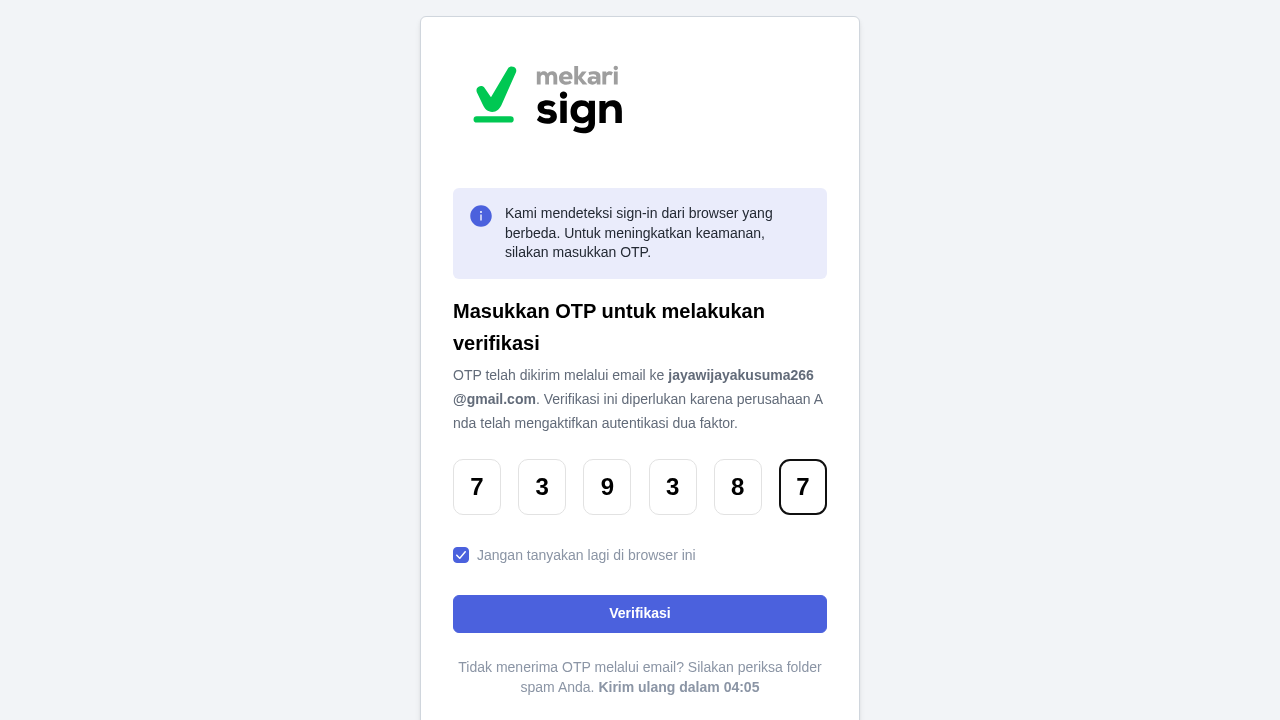 mekari
sign
Kami mendeteksi sign-in dari browser yang
berbeda. Untuk meningkatkan keamanan,
silakan masukkan OTP.
Masukkan OTP untuk melakukan
verifikasi
OTP telah dikirim melalui email ke jayawijayakusuma266
@gmail.com. Verifikasi ini diperlukan karena perusahaan A
nda telah mengaktifkan autentikasi dua faktor.
7 3 9 3 8 7
Jangan tanyakan lagi di browser ini
Verifikasi
Tidak menerima OTP melalui email? Silakan periksa folder
spam Anda. Kirim ulang dalam 04:05